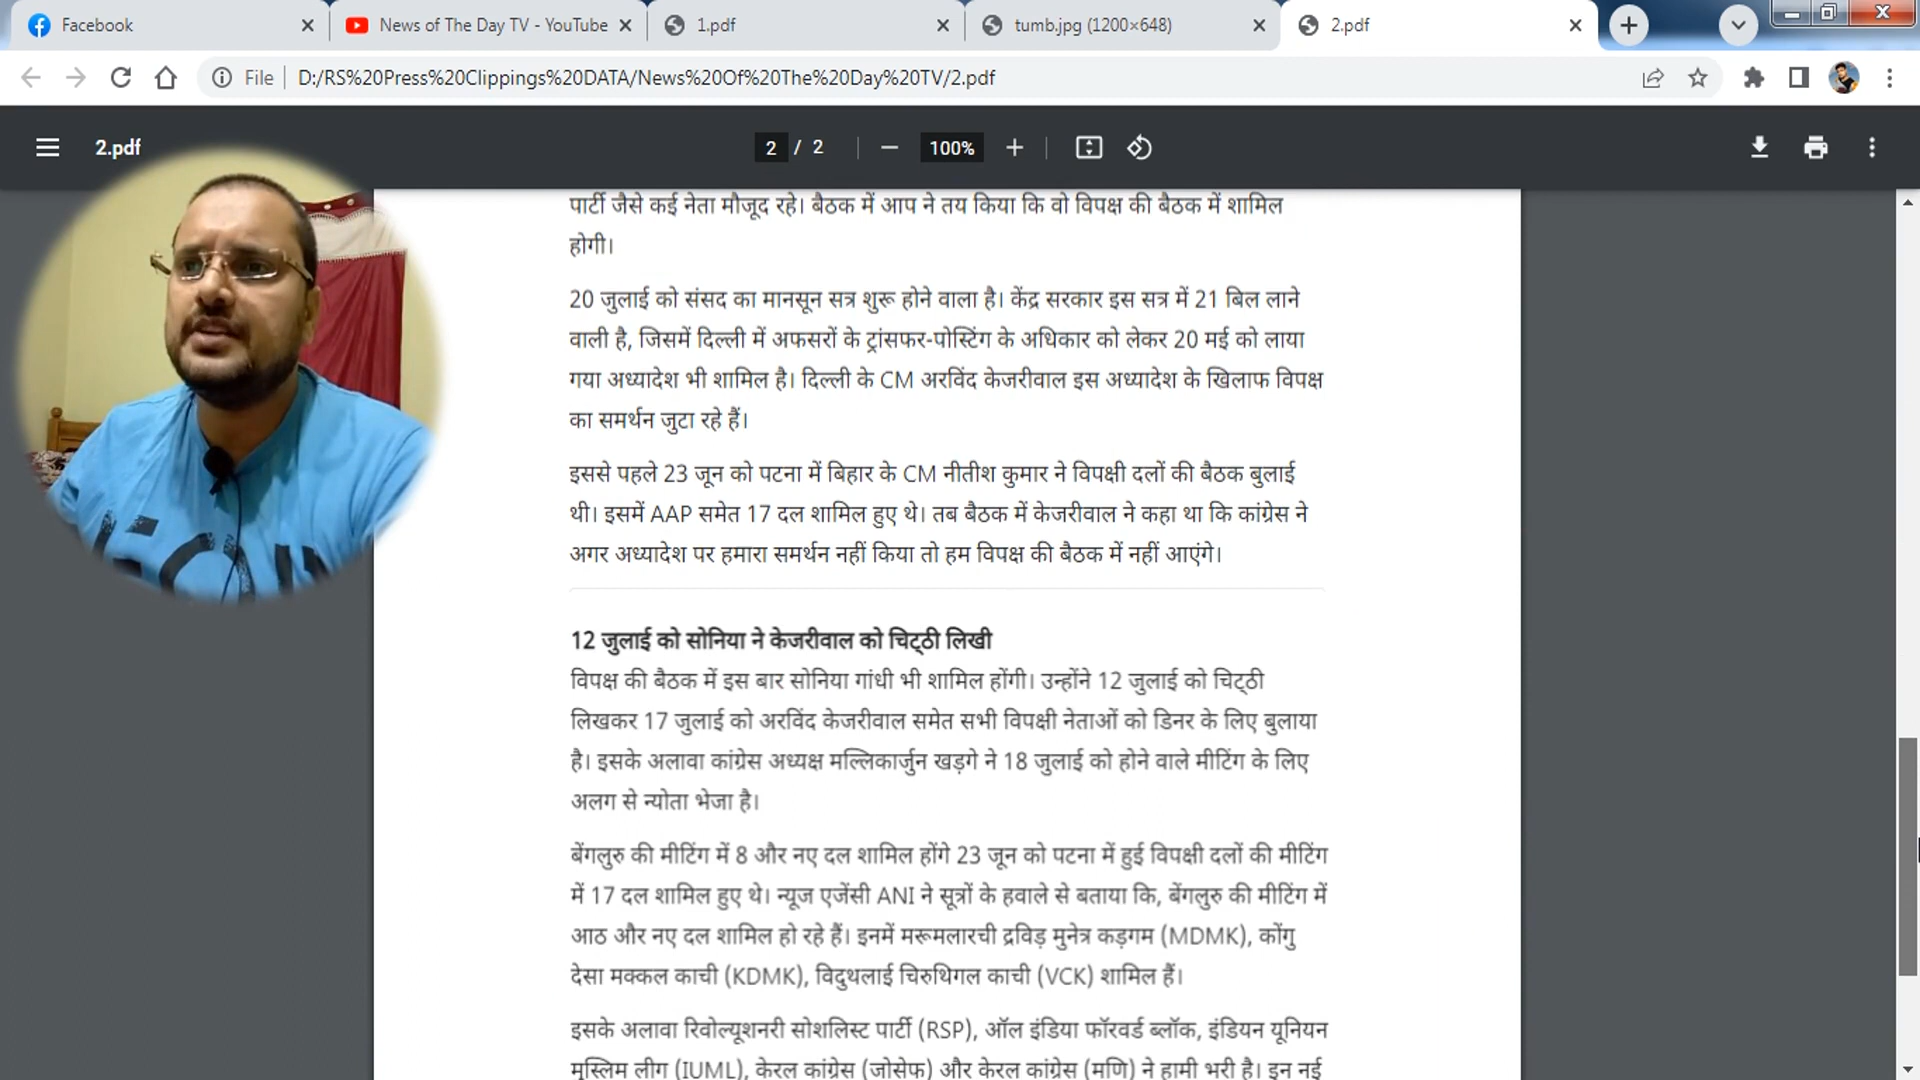 Facebook
News of The Day TV - YouTube
1.pdf
tumb.jpg (1200×648)
2.pdf
File
D:/RS%20Press%20Clippings%20DATA/News%20Of%20The%20Day%20TV/2.pdf
2.pdf
2 / 2
100%
पार्टी जैसे कई नेता मौजूद रहे। बैठक में आप ने तय किया कि वो विपक्ष की बैठक में शामिल
होगी।
20 जुलाई को संसद का मानसून सत्र शुरू होने वाला है। केंद्र सरकार इस सत्र में 21 बिल लाने
वाली है, जिसमें दिल्ली में अफसरों के ट्रांसफर-पोस्टिंग के अधिकार को लेकर 20 मई को लाया
गया अध्यादेश भी शामिल है। दिल्ली के CM अरविंद केजरीवाल इस अध्यादेश के खिलाफ विपक्ष
का समर्थन जुटा रहे हैं।
इससे पहले 23 जून को पटना में बिहार के CM नीतीश कुमार ने विपक्षी दलों की बैठक बुलाई
थी। इसमें AAP समेत 17 दल शामिल हुए थे। तब बैठक में केजरीवाल ने कहा था कि कांग्रेस ने
अगर अध्यादेश पर हमारा समर्थन नहीं किया तो हम विपक्ष की बैठक में नहीं आएंगे।
12 जुलाई को सोनिया ने केजरीवाल को चिट्ठी लिखी
विपक्ष की बैठक में इस बार सोनिया गांधी भी शामिल होंगी। उन्होंने 12 जुलाई को चिट्ठी
लिखकर 17 जुलाई को अरविंद केजरीवाल समेत सभी विपक्षी नेताओं को डिनर के लिए बुलाया
है। इसके अलावा कांग्रेस अध्यक्ष मल्लिकार्जुन खड़गे ने 18 जुलाई को होने वाले मीटिंग के लिए
अलग से न्योता भेजा है।
बेंगलुरु की मीटिंग में 8 और नए दल शामिल होंगे 23 जून को पटना में हुई विपक्षी दलों की मीटिंग
में 17 दल शामिल हुए थे। न्यूज एजेंसी ANI ने सूत्रों के हवाले से बताया कि, बेंगलुरु की मीटिंग में
आठ और नए दल शामिल हो रहे हैं। इनमें मरूमलारची द्रविड़ मुनेत्र कड़गम (MDMK), कोंगु
देसा मक्कल काची (KDMK), विदुथलाई चिरुथिगल काची (VCK) शामिल हैं।
इसके अलावा रिवोल्यूशनरी सोशलिस्ट पार्टी (RSP), ऑल इंडिया फॉरवर्ड ब्लॉक, इंडियन यूनियन
मुस्लिम लीग (IUML), केरल कांग्रेस (जोसेफ) और केरल कांग्रेस (मणि) ने हामी भरी है। इन नई